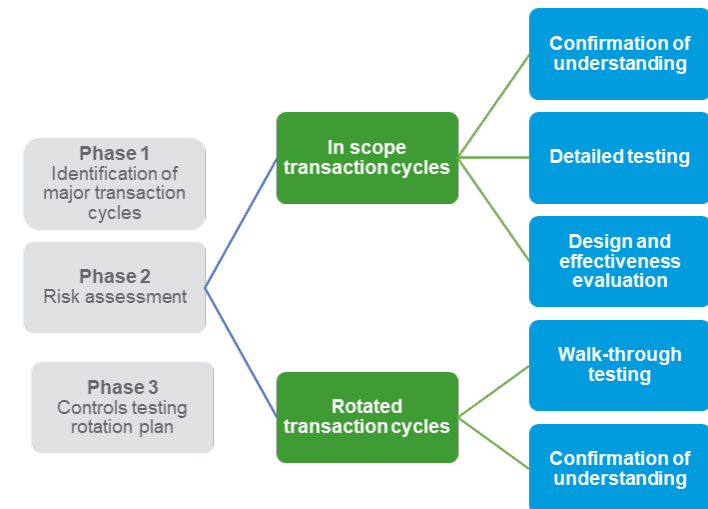 Phase 1
Identification of
major transaction
cycles
Phase 2
Risk assessment
Phase 3
Controls testing
rotation plan
In scope
transaction cycles
Rotated
transaction cycles
Confirmation of
understanding
Detailed testing
Design and
effectiveness
evaluation
Walk-through
testing
Confirmation of
understanding